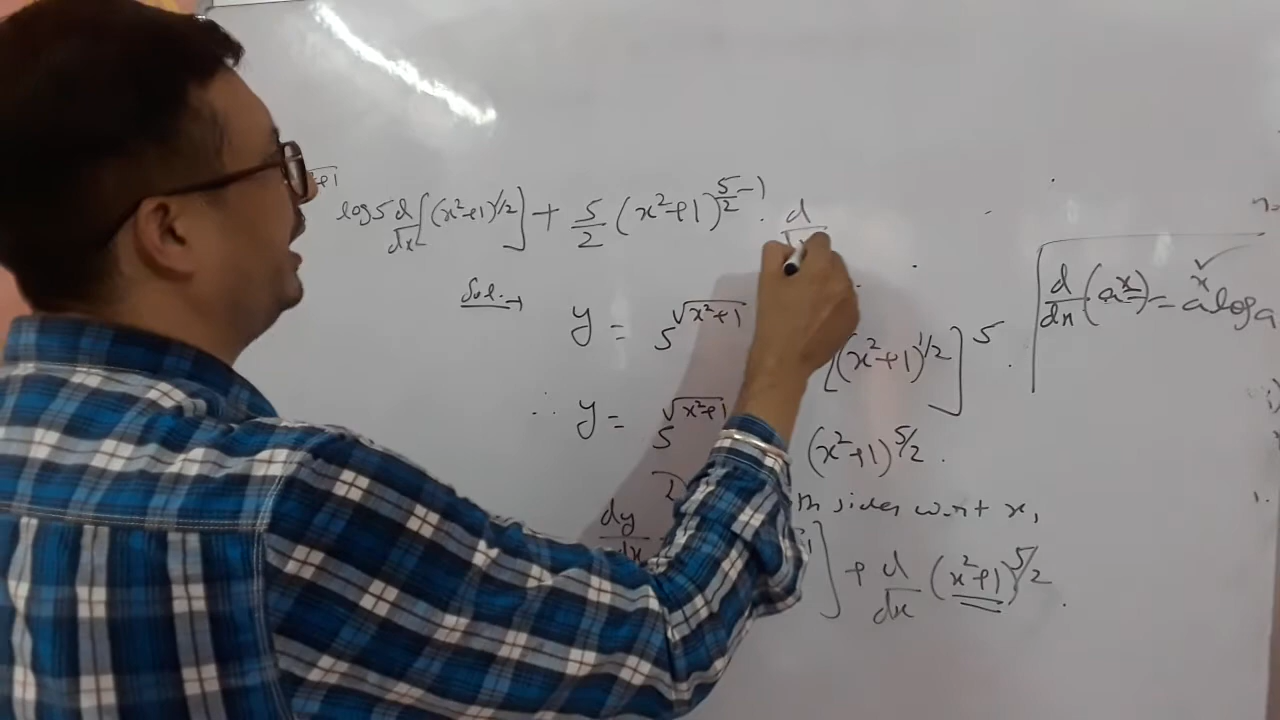 log5 d/dx [(x²+1)^1/2] + 5/2 (x²+1)^(5/2 - 1) . d
Sol. → y = 5^√(x²+1) [(x²+1)^1/2]^5 .
∴ y = 5^√(x²+1) (x²+1)^5/2 .
sides w.r.t x,
dy/dx ] + d/dx (x²+1)^5/2 .
d/dx (a^x) = a^x log a